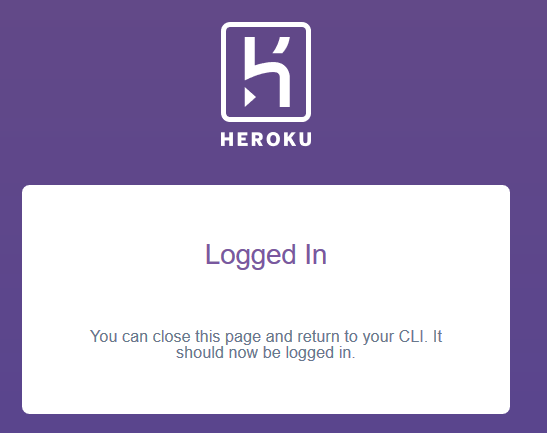 HEROKU
Logged In
You can close this page and return to your CLI. It
should now be logged in.